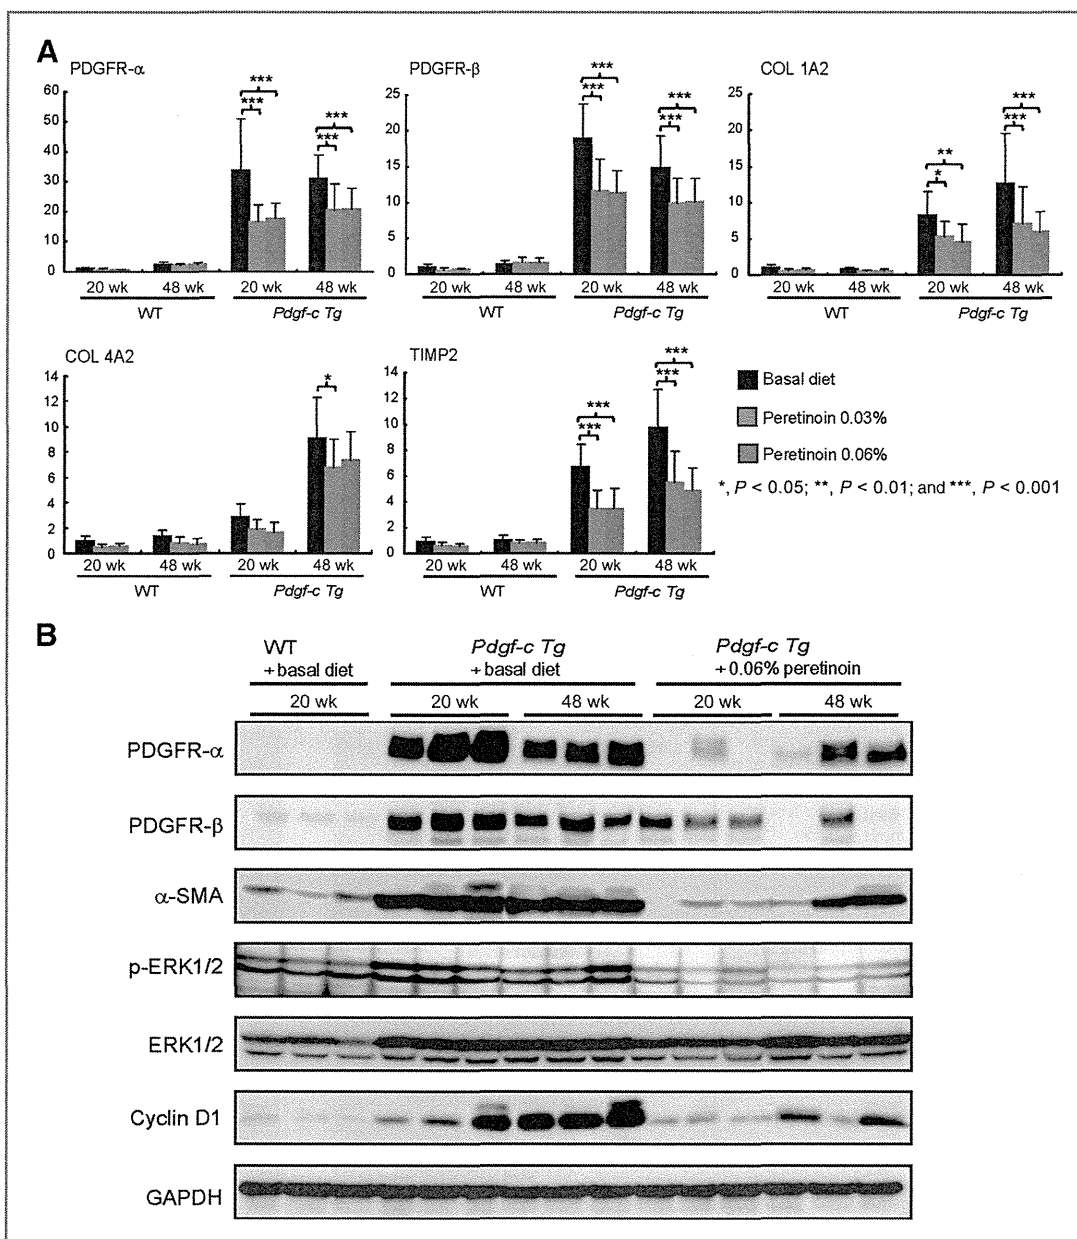 A
PDGFR-α
60
50
40
30
20
10
0
***
***
***
***
20 wk 48 wk 20 wk 48 wk
WT Pdgf-c Tg
PDGFR-β
25
20
15
10
5
0
***
***
***
***
20 wk 48 wk 20 wk 48 wk
WT Pdgf-c Tg
COL 1A2
25
20
15
10
5
0
**
*
***
***
20 wk 48 wk 20 wk 48 wk
WT Pdgf-c Tg
COL 4A2
14
12
10
8
6
4
2
0
*
20 wk 48 wk 20 wk 48 wk
WT Pdgf-c Tg
TIMP2
14
12
10
8
6
4
2
0
***
***
***
***
20 wk 48 wk 20 wk 48 wk
WT Pdgf-c Tg
Basal diet
Peretinoin 0.03%
Peretinoin 0.06%
*, P < 0.05; **, P < 0.01; and ***, P < 0.001
B
WT Pdgf-c Tg Pdgf-c Tg
+ basal diet + basal diet + 0.06% peretinoin
20 wk 20 wk 48 wk 20 wk 48 wk
PDGFR-α
PDGFR-β
α-SMA
p-ERK1/2
ERK1/2
Cyclin D1
GAPDH